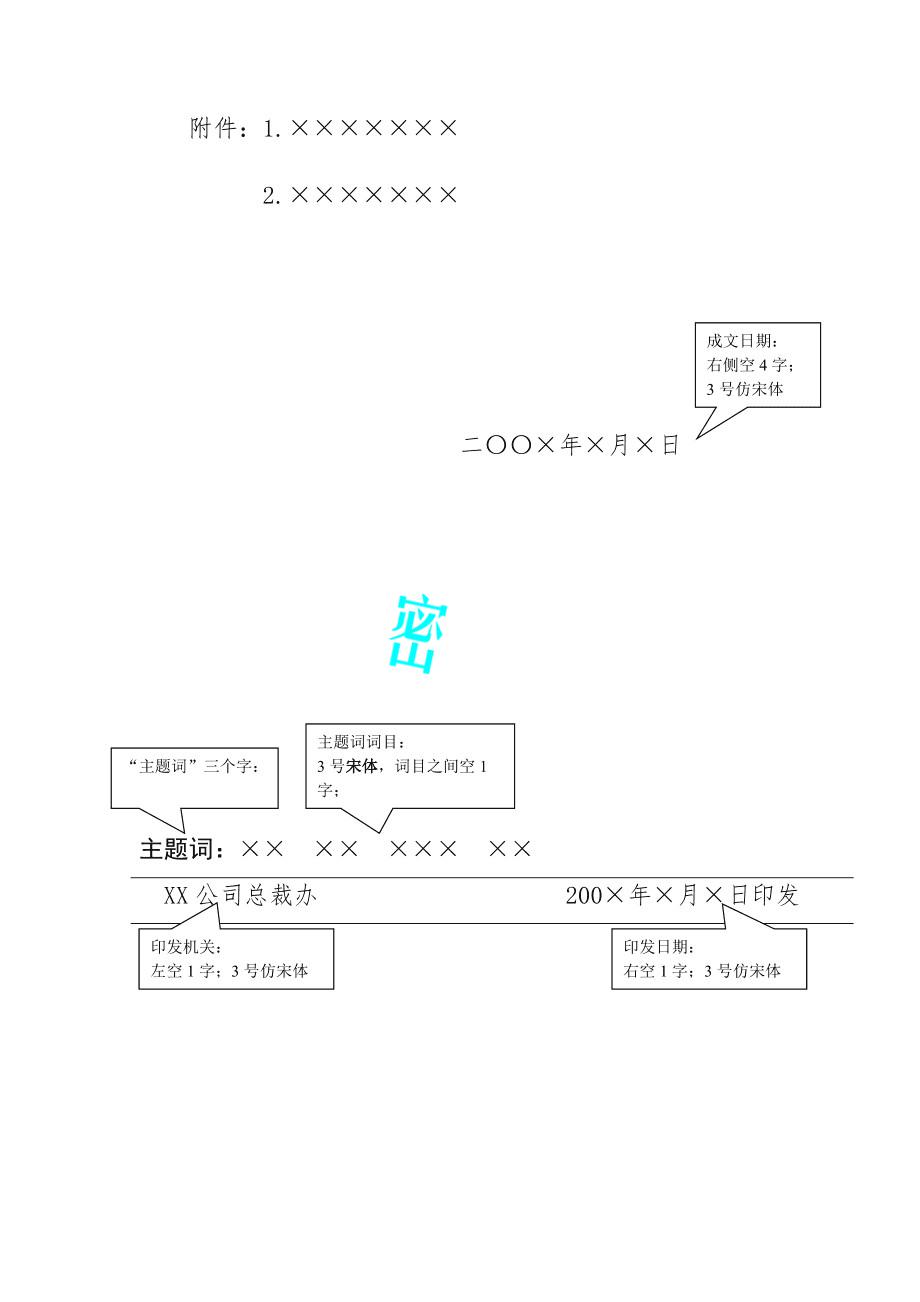 附件：1.×××××××
2.×××××××
成文日期：
右侧空 4 字；
3 号仿宋体
二〇〇×年×月×日
密
“主题词”三个字：
主题词词目：
3 号宋体，词目之间空 1
字；
主题词：×× ×× ××× ××
XX 公司总裁办 200×年×月×日印发
印发机关：
左空 1 字；3 号仿宋体
印发日期：
右空 1 字；3 号仿宋体